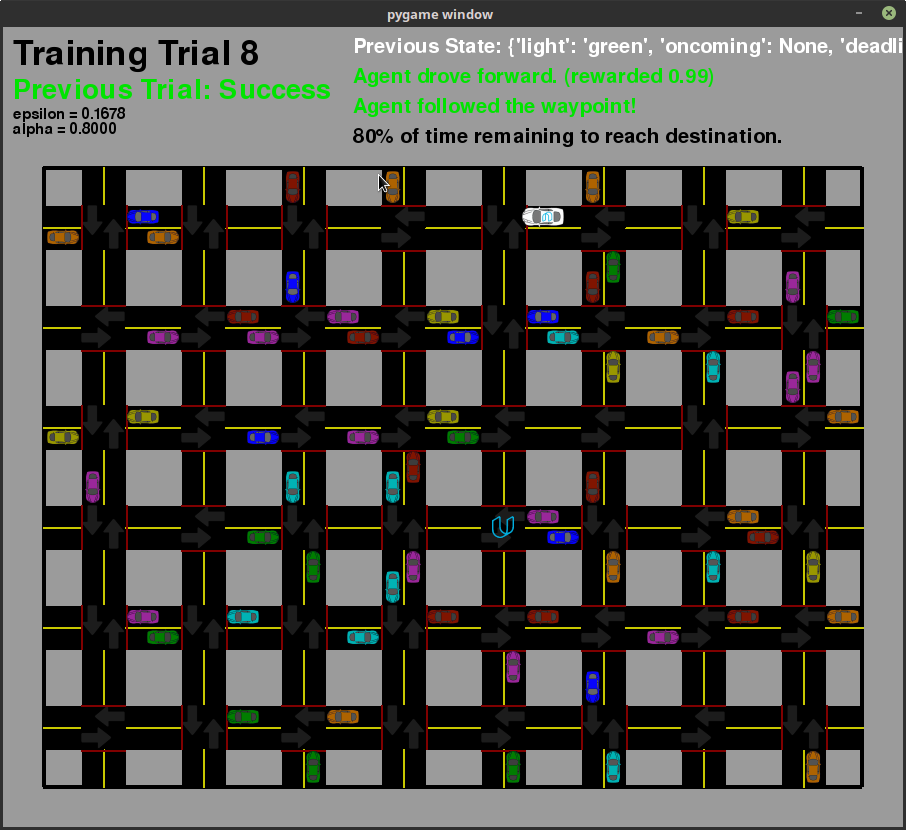 pygame window
Training Trial 8
Previous Trial: Success
epsilon = 0.1678
alpha = 0.8000
Previous State: {'light': 'green', 'oncoming': None, 'deadli
Agent drove forward. (rewarded 0.99)
Agent followed the waypoint!
80% of time remaining to reach destination.